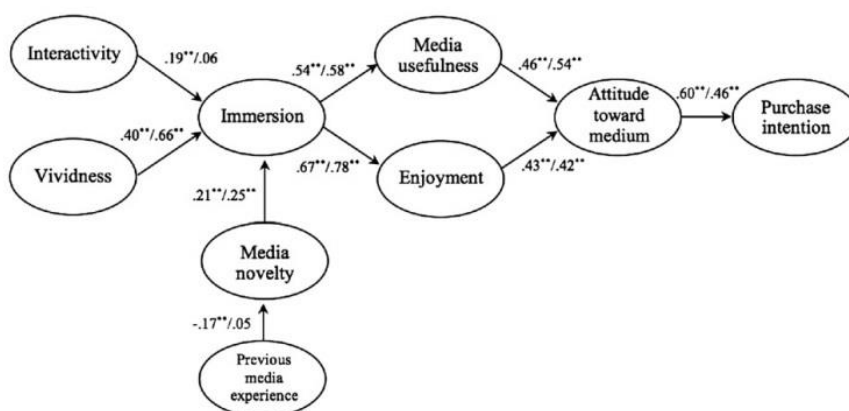 Interactivity
.19**/.06
Media
usefulness
.54**/.58**
.46**/.54**
Immersion
Attitude
toward
medium
.60**/.46**
Purchase
intention
.40**/.66**
Vividness
.67**/.78**
Enjoyment
.43**/.42**
.21**/.25**
Media
novelty
-.17**/.05
Previous
media
experience